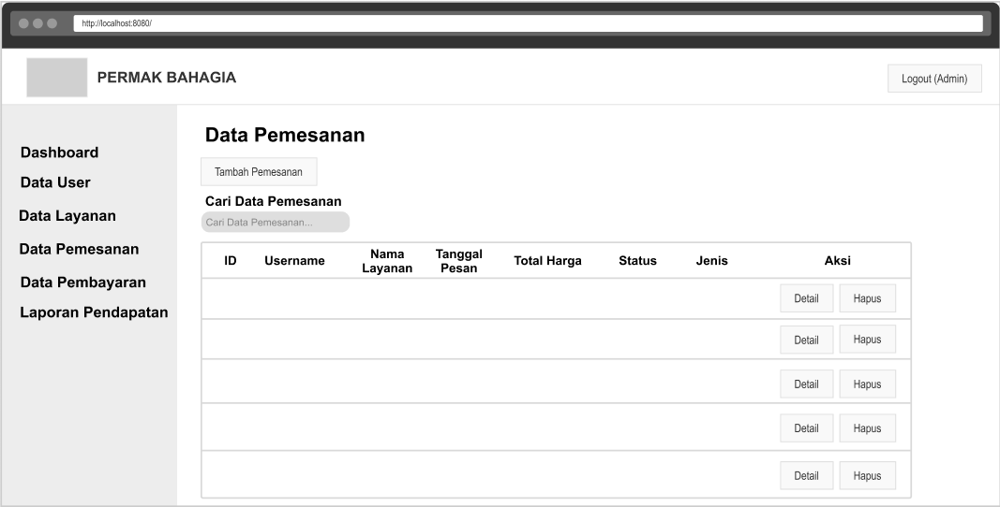 http://localhost:8080/
PERMAK BAHAGIA
Logout (Admin)
Dashboard
Data User
Data Layanan
Data Pemesanan
Data Pembayaran
Laporan Pendapatan
Data Pemesanan
Tambah Pemesanan
Cari Data Pemesanan
Cari Data Pemesanan...
ID Username Nama Layanan Tanggal Pesan Total Harga Status Jenis Aksi
Detail Hapus
Detail Hapus
Detail Hapus
Detail Hapus
Detail Hapus